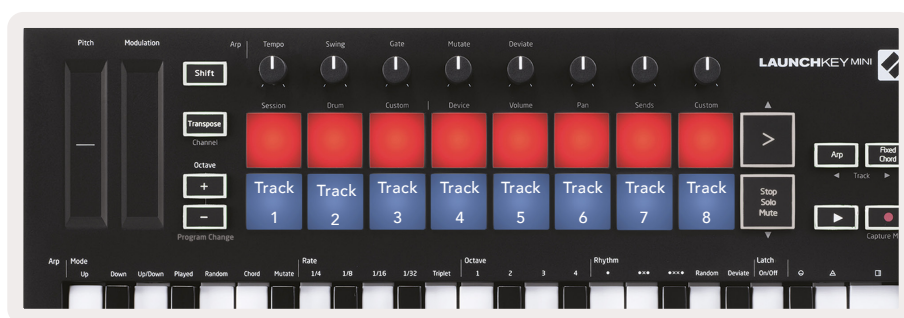 Pitch Modulation
Arp Tempo Swing Gate Mutate Deviate
Shift
LAUNCHKEY MINI
Session Drum Custom Device Volume Pan Sends Custom
Transpose
Channel
>
Arp Fixed Chord
Octave
Track
+
Track Track Track Track Track Track Track Track
1 2 3 4 5 6 7 8
Stop
Solo
Mute
-
Program Change
Arp Mode Rate Octave Rhythm Latch
Up Down Up/Down Played Random Chord Mutate 1/4 1/8 1/16 1/32 Triplet 1 2 3 4 Random Deviate On/Off